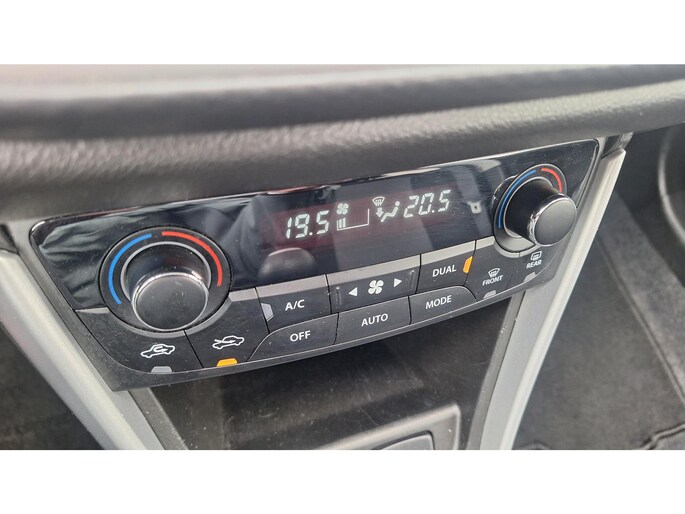 19.5 20.5
A/C
DUAL
OFF
AUTO
MODE
FRONT
REAR